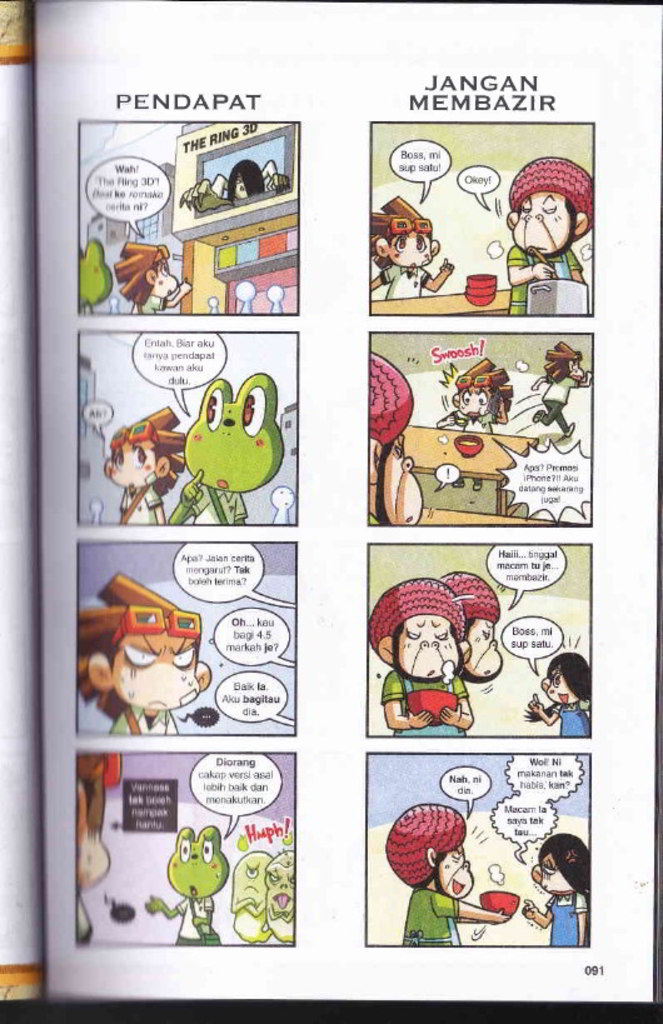 PENDAPAT
THE RING 3D
Wah!
'The Ring 3D'!
Best ke remake
cerita ni?
Entah. Biar aku
tanya pendapat
kawan aku
dulu.
Ah?
Apa? Jalan cerita
mengarut? Tak
boleh terima?
Oh... kau
bagi 4.5
markah je?
Baik la.
Aku bagitau
dia.
Diorang
cakap versi asal
lebih baik dan
menakutkan.
Vanness
tak boleh
nampak
hantu.
Hmph!
JANGAN
MEMBAZIR
Boss, mi
sup satu!
Okey!
Swoosh!
!
Apa? Promosi
iPhone?!! Aku
datang sekarang
juga!
Haiii... tinggal
macam tu je...
membazir.
Boss, mi
sup satu.
Nah, ni
dia.
Woi! Ni
makanan tak
habis, kan?
Macam la
saya tak
tau...
091